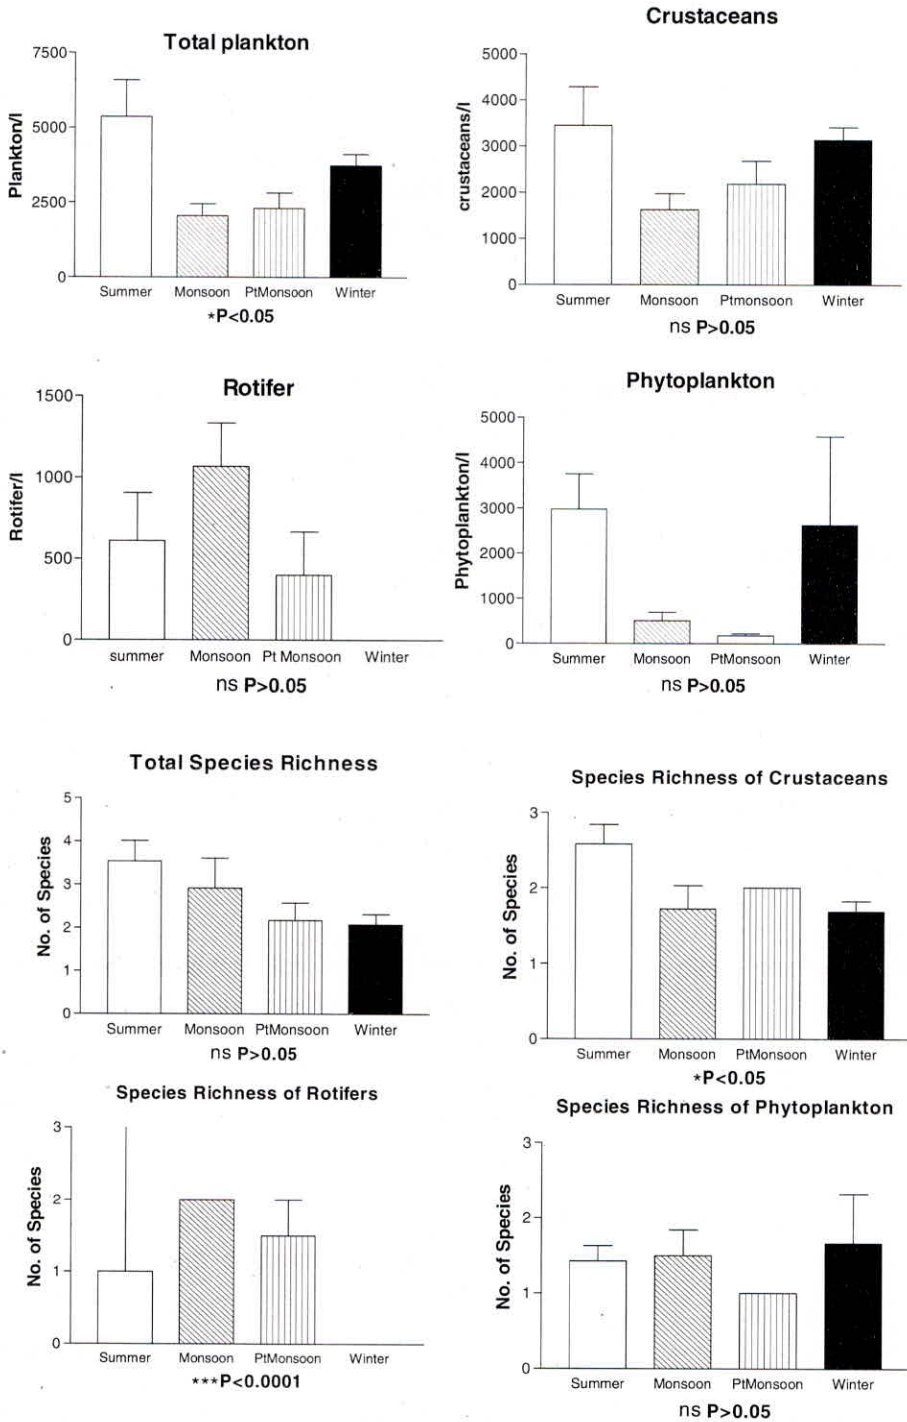 Total plankton
Plankton/l
7500
5000
2500
0
Summer Monsoon PtMonsoon Winter
*P<0.05
Crustaceans
crustaceans/l
5000
4000
3000
2000
1000
0
Summer Monsoon Ptmonsoon Winter
ns P>0.05
Rotifer
Rotifer/l
1500
1000
500
0
summer Monsoon Pt Monsoon Winter
ns P>0.05
Phytoplankton
Phytoplankton/l
5000
4000
3000
2000
1000
0
Summer Monsoon PtMonsoon Winter
ns P>0.05
Total Species Richness
No. of Species
5
4
3
2
1
0
Summer Monsoon PtMonsoon Winter
ns P>0.05
Species Richness of Crustaceans
No. of Species
3
2
1
0
Summer Monsoon PtMonsoon Winter
*P<0.05
Species Richness of Rotifers
No. of Species
3
2
1
0
Summer Monsoon PtMonsoon Winter
***P<0.0001
Species Richness of Phytoplankton
No. of Species
3
2
1
0
Summer Monsoon PtMonsoon Winter
ns P>0.05